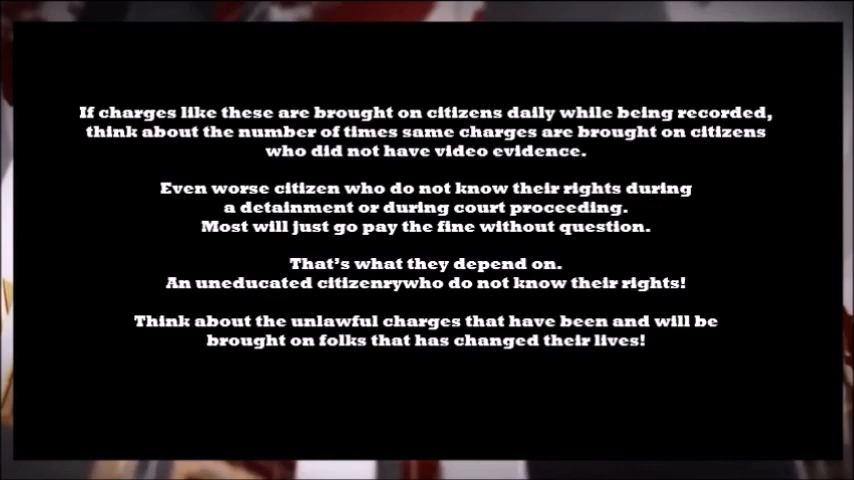 If charges like these are brought on citizens daily while being recorded,
think about the number of times same charges are brought on citizens
who did not have video evidence.
Even worse citizen who do not know their rights during
a detainment or during court proceeding.
Most will just go pay the fine without question.
That's what they depend on.
An uneducated citizenrywho do not know their rights!
Think about the unlawful charges that have been and will be
brought on folks that has changed their lives!